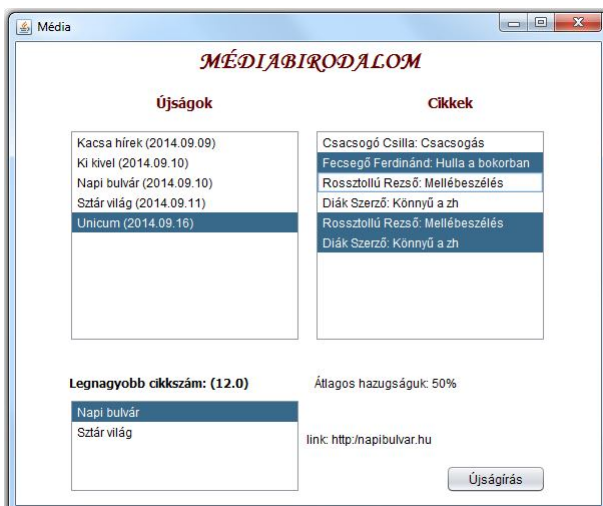 Média
MÉDIABIRODALOM
Újságok
Kacsa hírek (2014.09.09)
Ki kivel (2014.09.10)
Napi bulvár (2014.09.10)
Sztár világ (2014.09.11)
Unicum (2014.09.16)
Cikkek
Csacsogó Csilla: Csacsogás
Fecsegő Ferdinánd: Hulla a bokorban
Rossztollú Rezső: Mellébeszélés
Diák Szerző: Könnyű a zh
Rossztollú Rezső: Mellébeszélés
Diák Szerző: Könnyű a zh
Legnagyobb cikkszám: (12.0)
Napi bulvár
Sztár világ
Átlagos hazugságuk: 50%
link: http:/napibulvar.hu
Újságírás